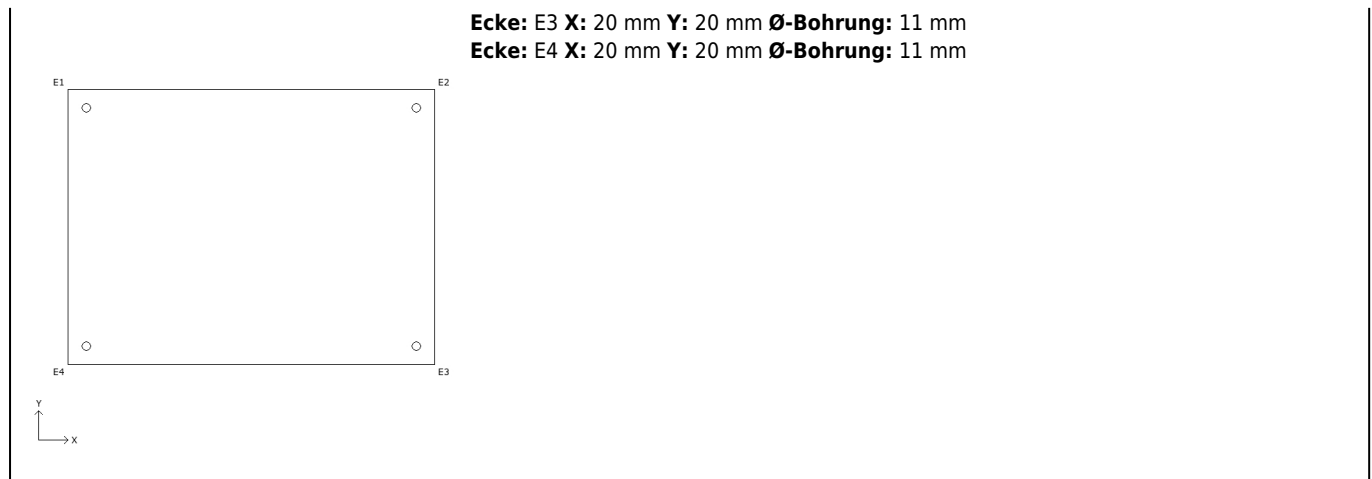 Ecke: E3 X: 20 mm Y: 20 mm Ø-Bohrung: 11 mm
Ecke: E4 X: 20 mm Y: 20 mm Ø-Bohrung: 11 mm
E1
E2
E4
E3
Y
X